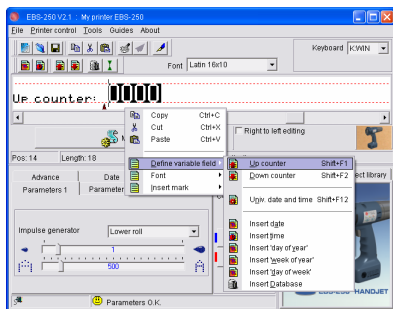 EBS-250 V2.1 :: My printer EBS-250
File Printer control Tools Guides About
Keyboard K:WIN
Font Latin 16x10
Up counter: 0000
Copy Ctrl+C
Cut Ctrl+X
Paste Ctrl+V
Define variable field
Font
Insert mark
Right to left editing
Pos: 14 Length: 18
Up counter Shift+F1
Down counter Shift+F2
Univ. date and time Shift+F12
Insert date
Insert time
Insert 'day of year'
Insert 'week of year'
Insert 'day of week'
Insert Database
Advance Date
Parameters 1 Parameter
ect library
Impulse generator Lower roll
1
500
EBS-250 HANDJET
Parameters O.K.